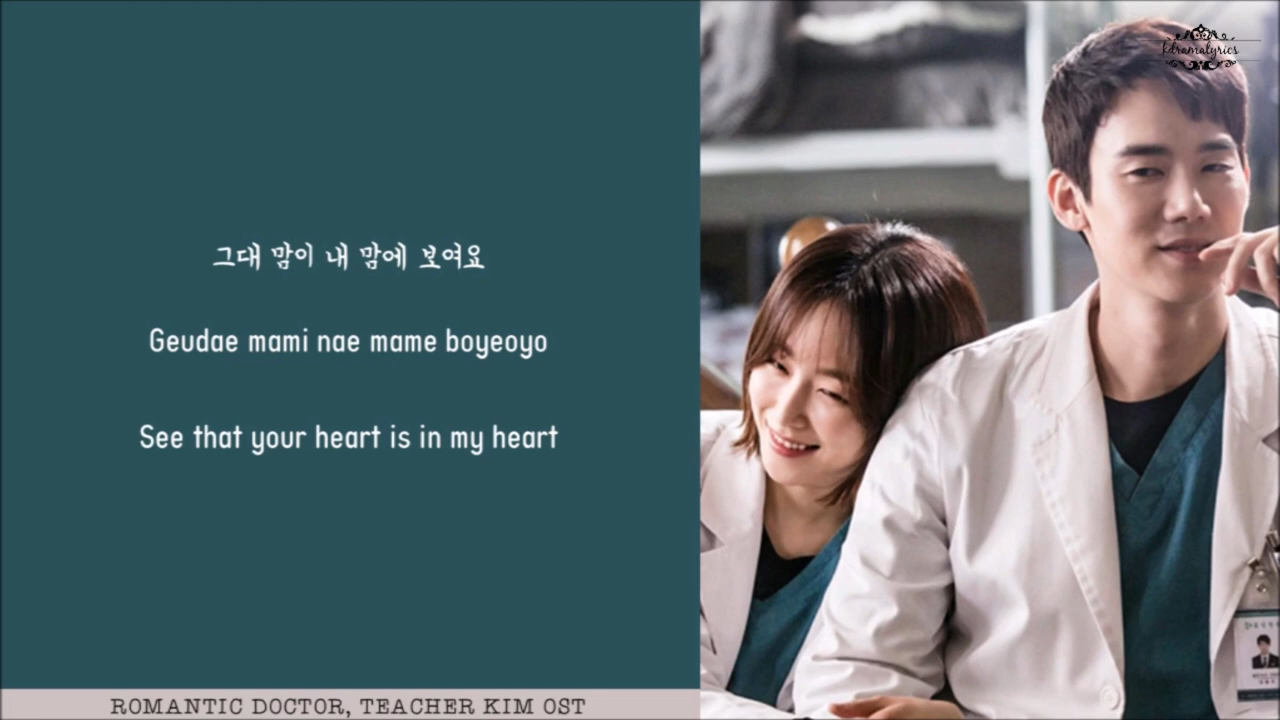 kdramalyrics
그대 맘이 내 맘에 보여요
Geudae mami nae mame boyeoyo
See that your heart is in my heart
ROMANTIC DOCTOR, TEACHER KIM OST